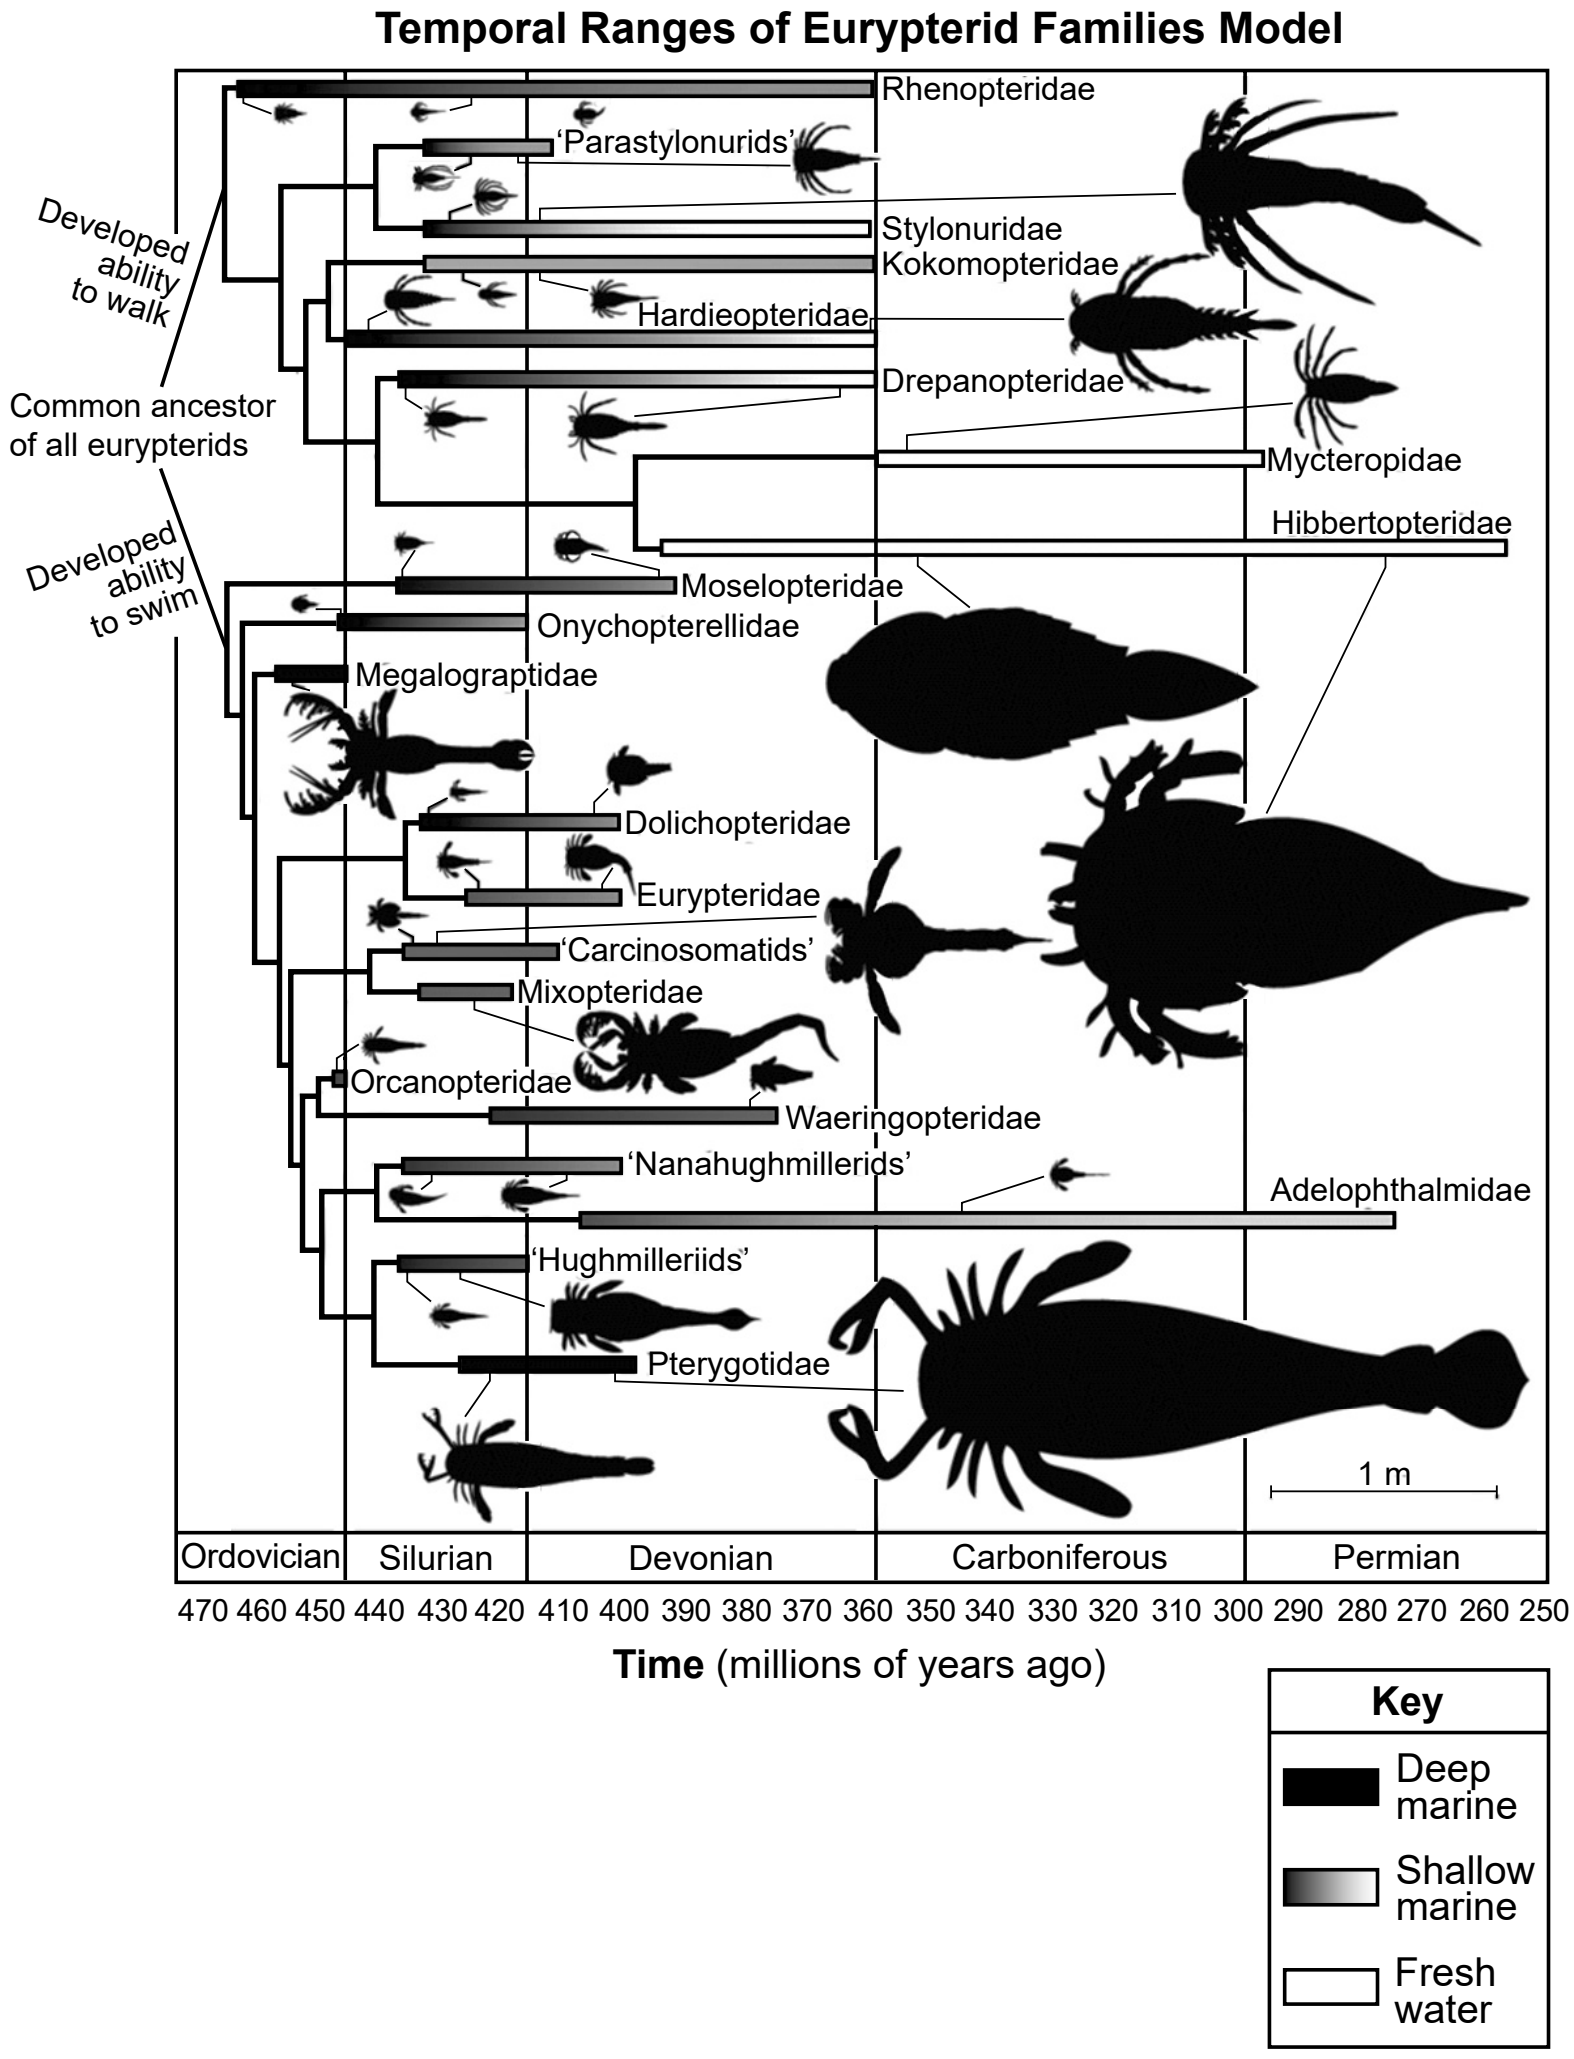 Temporal Ranges of Eurypterid Families Model
Rhenopteridae
‘Parastylonurids’
Stylonuridae
Kokomopteridae
Hardieopteridae
Drepanopteridae
Mycteropidae
Hibbertopteridae
Developed
ability
to walk
Common ancestor
of all eurypterids
Developed
ability
to swim
Moselopteridae
Onychopterellidae
Megalograptidae
Dolichopteridae
Eurypteridae
‘Carcinosomatids’
Mixopteridae
Orcanopteridae
Waeringopteridae
‘Nanahughmillerids’
Adelophthalmidae
‘Hughmilleriids’
Pterygotidae
1 m
Ordovician Silurian Devonian Carboniferous Permian
470 460 450 440 430 420 410 400 390 380 370 360 350 340 330 320 310 300 290 280 270 260 250
Time (millions of years ago)
Key
Deep
marine
Shallow
marine
Fresh
water